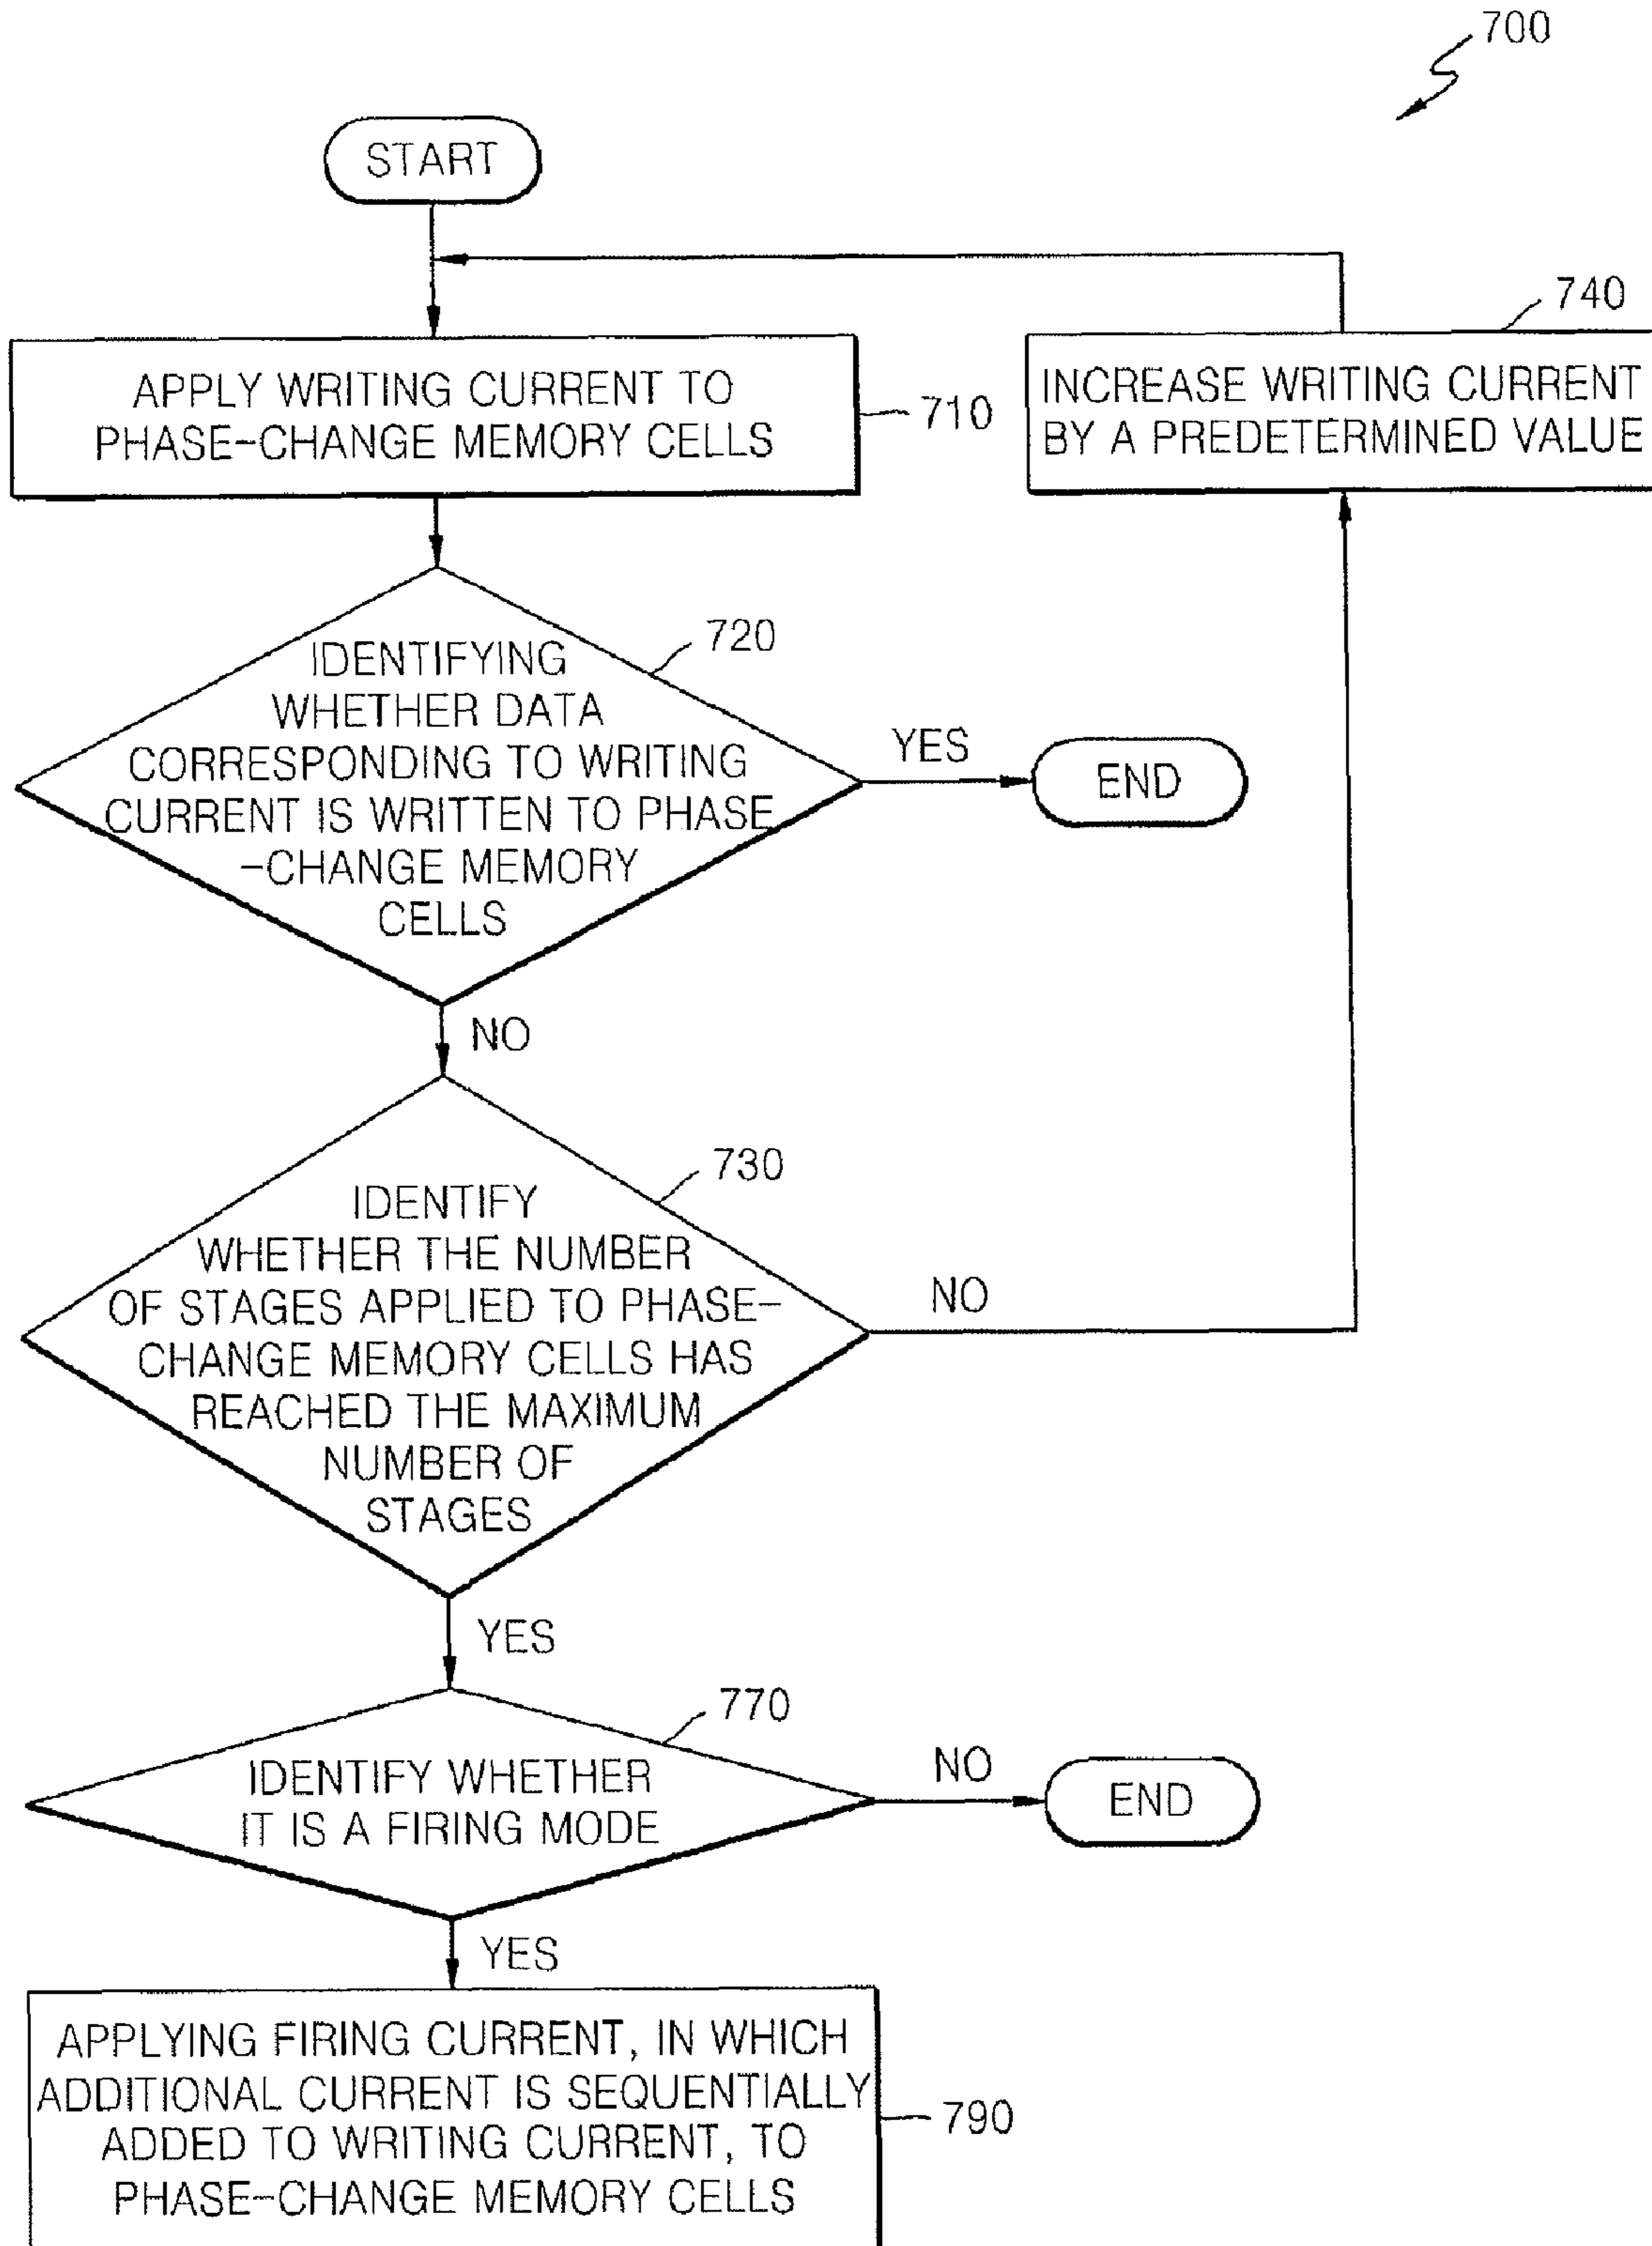 700
START
740
APPLY WRITING CURRENT TO
PHASE-CHANGE MEMORY CELLS
710
INCREASE WRITING CURRENT
BY A PREDETERMINED VALUE
720
IDENTIFYING
WHETHER DATA
CORRESPONDING TO WRITING
CURRENT IS WRITTEN TO PHASE
-CHANGE MEMORY
CELLS
YES
END
NO
730
IDENTIFY
WHETHER THE NUMBER
OF STAGES APPLIED TO PHASE-
CHANGE MEMORY CELLS HAS
REACHED THE MAXIMUM
NUMBER OF
STAGES
NO
YES
770
IDENTIFY WHETHER
IT IS A FIRING MODE
NO
END
YES
APPLYING FIRING CURRENT, IN WHICH
ADDITIONAL CURRENT IS SEQUENTIALLY
ADDED TO WRITING CURRENT, TO
PHASE-CHANGE MEMORY CELLS
790